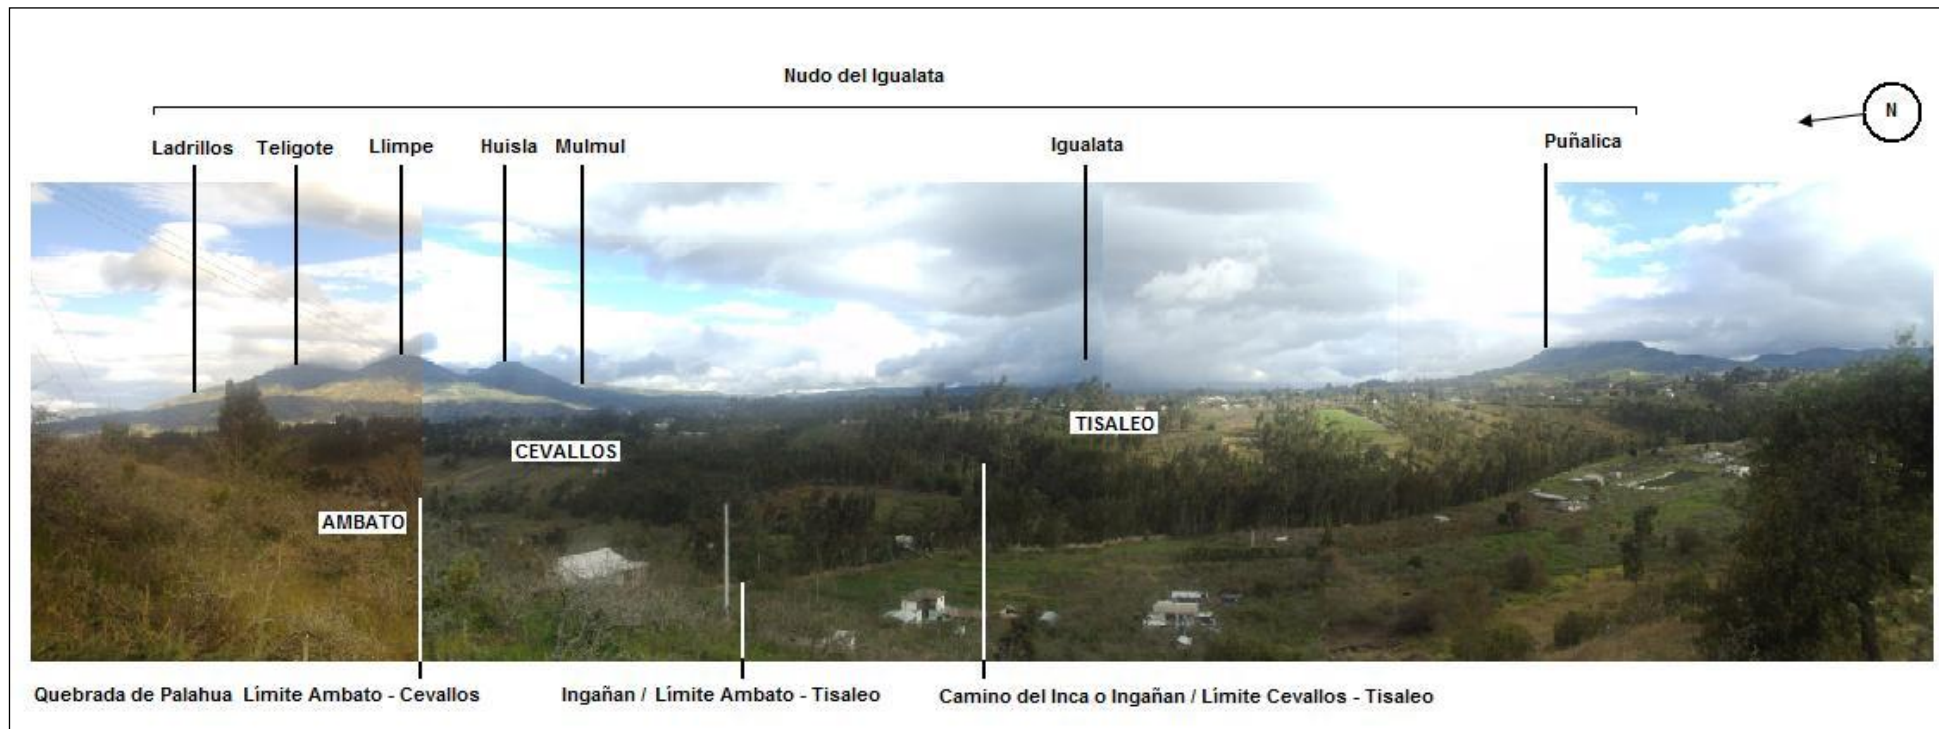 Nudo del Igualata
N
Ladrillos
Teligote
Llimpe
Huisla
Mulmul
Igualata
Puñalica
TISALEO
CEVALLOS
AMBATO
Quebrada de Palahua Límite Ambato - Cevallos
Ingañan / Límite Ambato - Tisaleo
Camino del Inca o Ingañan / Límite Cevallos - Tisaleo